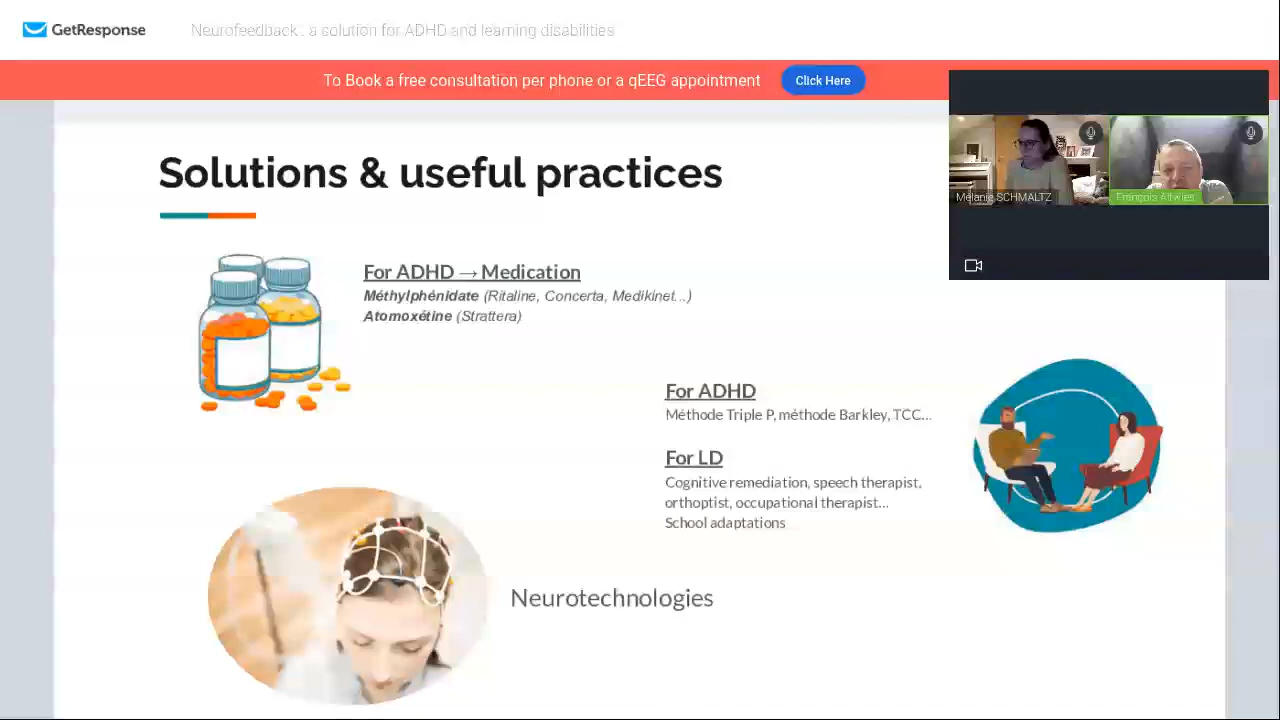 GetResponse
Neurofeedback : a solution for ADHD and learning disabilities
To Book a free consultation per phone or a qEEG appointment
Click Here
Mélanie SCHMALTZ
François Allwies
Solutions & useful practices
For ADHD → Medication
Méthylphénidate (Ritaline, Concerta, Medikinet...)
Atomoxétine (Strattera)
For ADHD
Méthode Triple P, méthode Barkley, TCC...
For LD
Cognitive remediation, speech therapist,
orthoptist, occupational therapist...
School adaptations
Neurotechnologies